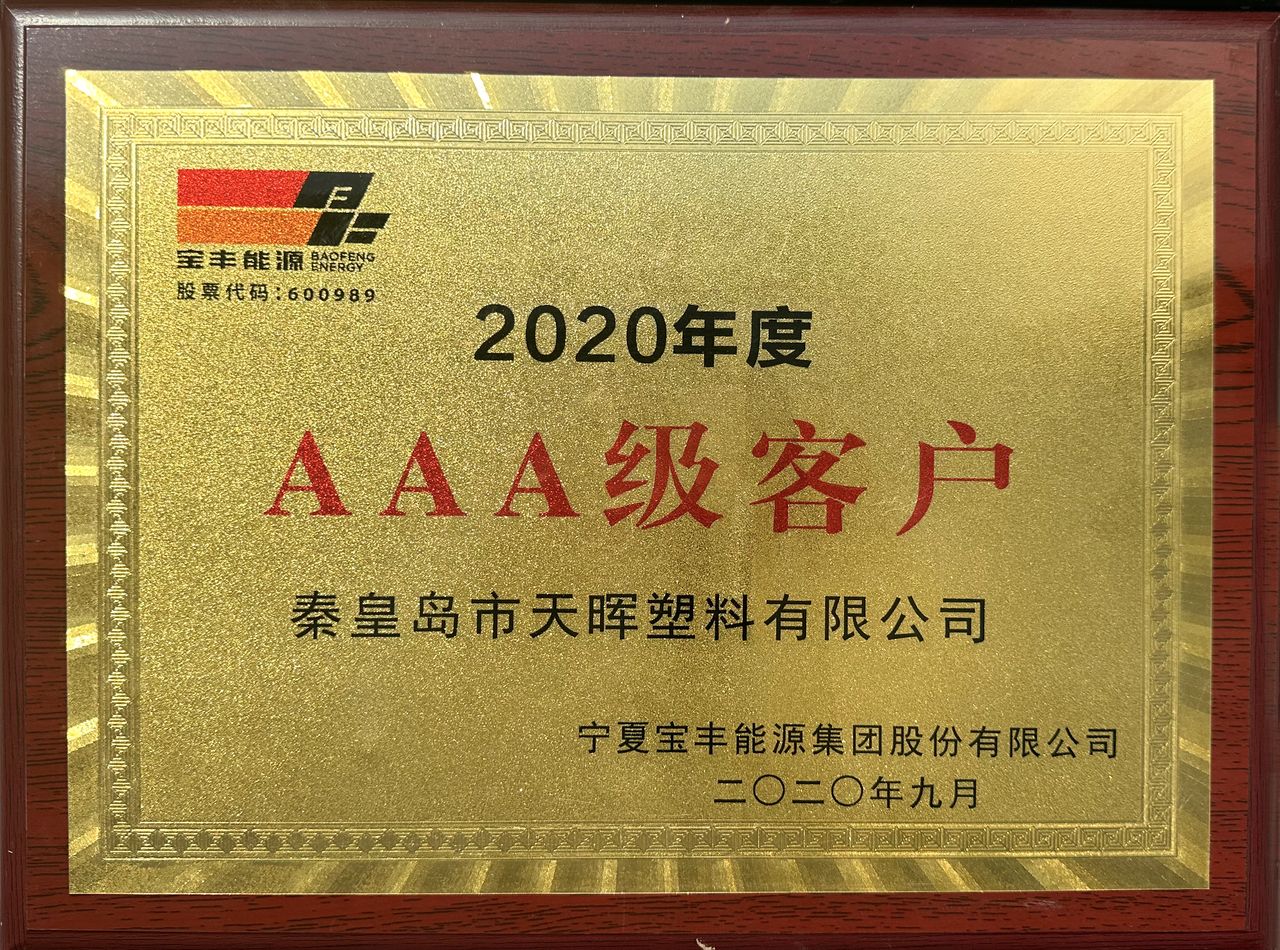 宝丰能源 BAOFENG ENERGY
股票代码:600989
2020年度
AAA级客户
秦皇岛市天晖塑料有限公司
宁夏宝丰能源集团股份有限公司
二〇二〇年九月